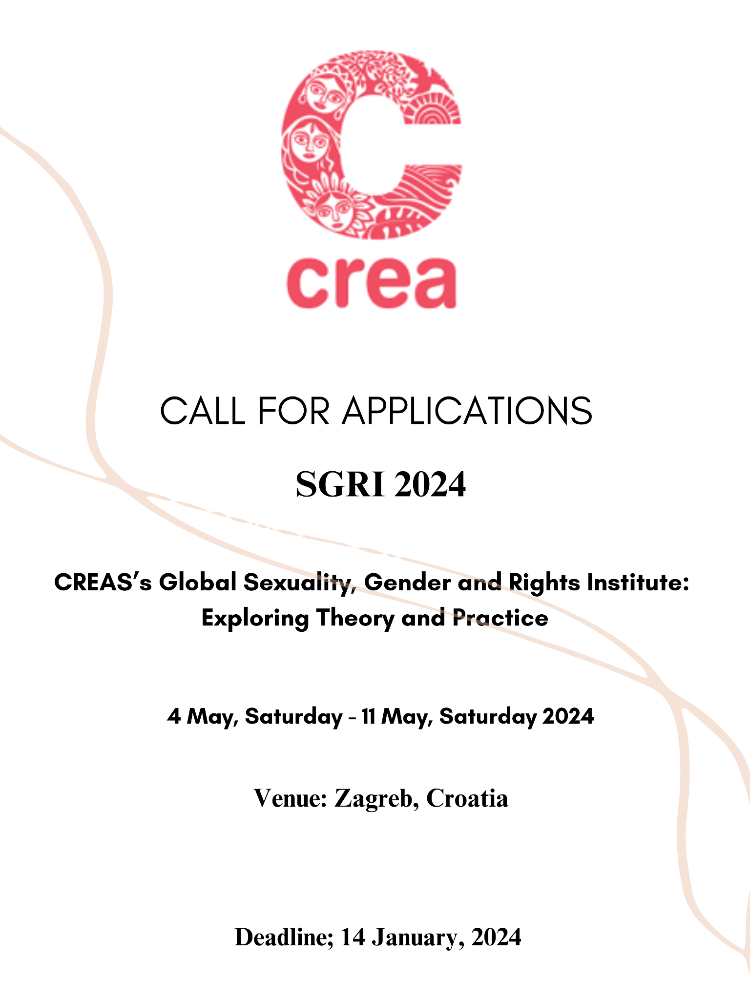 crea
CALL FOR APPLICATIONS
SGRI 2024
CREAS’s Global Sexuality, Gender and Rights Institute:
Exploring Theory and Practice
4 May, Saturday - 11 May, Saturday 2024
Venue: Zagreb, Croatia
Deadline; 14 January, 2024